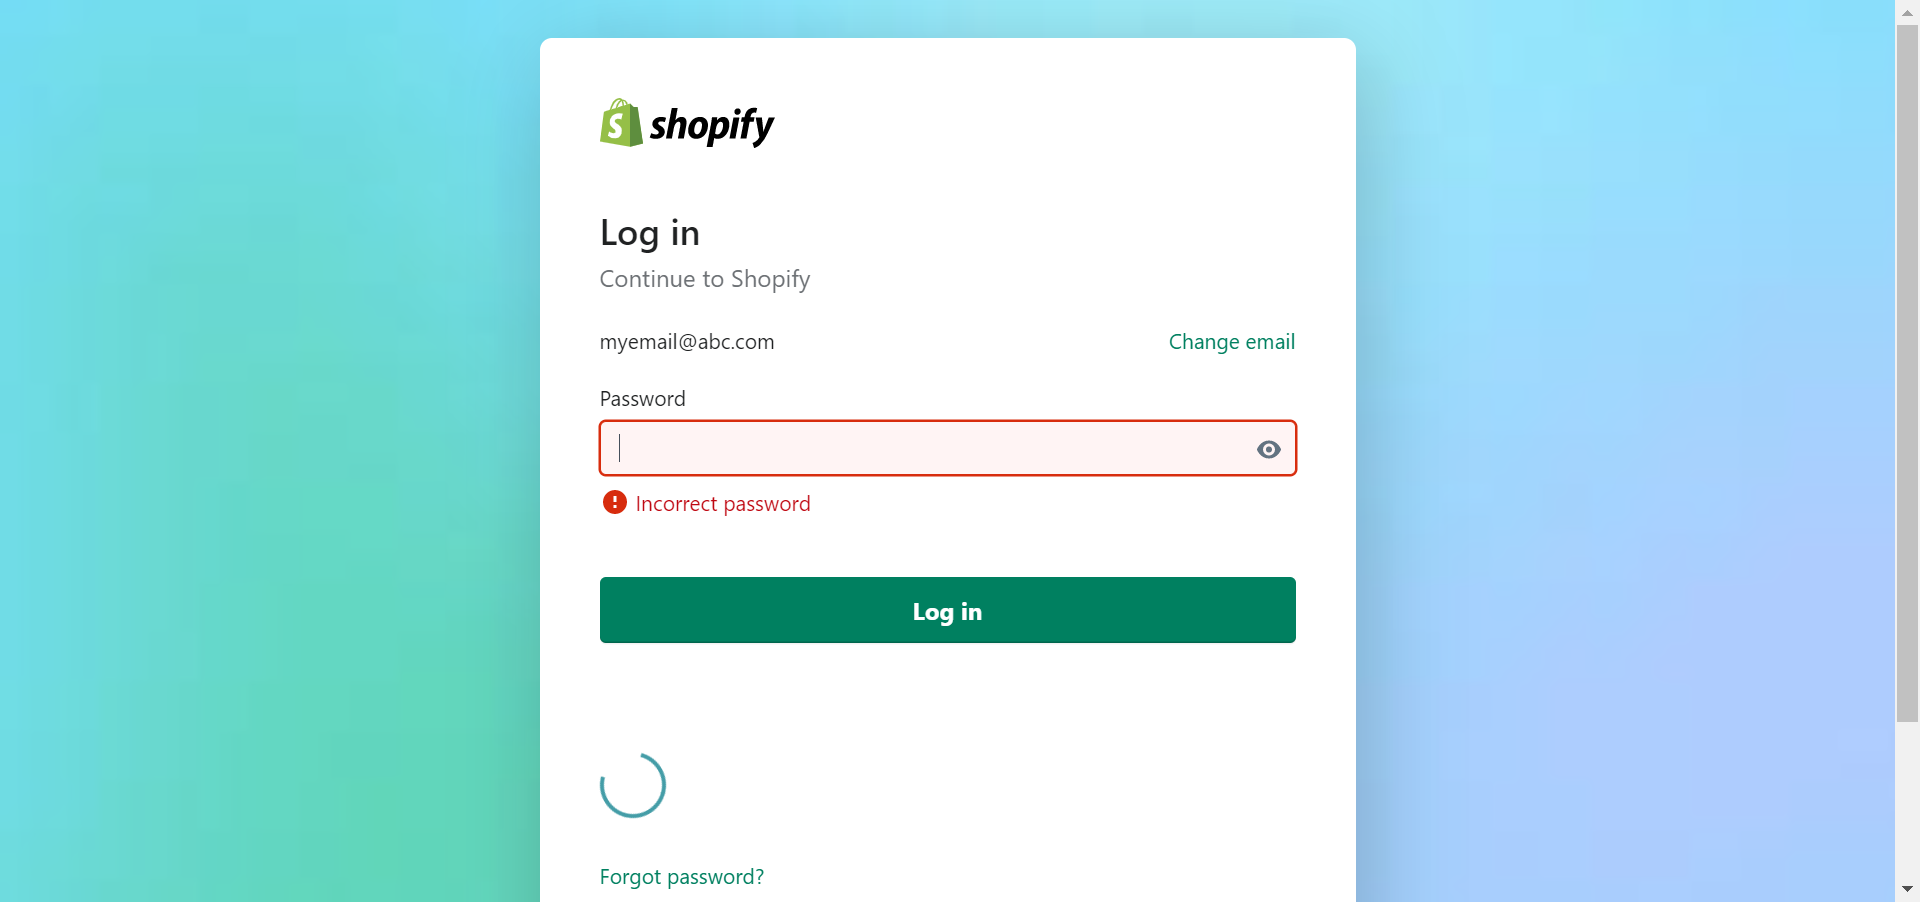 shopify
Log in
Continue to Shopify
myemail@abc.com
Change email
Password
Incorrect password
Log in
Forgot password?